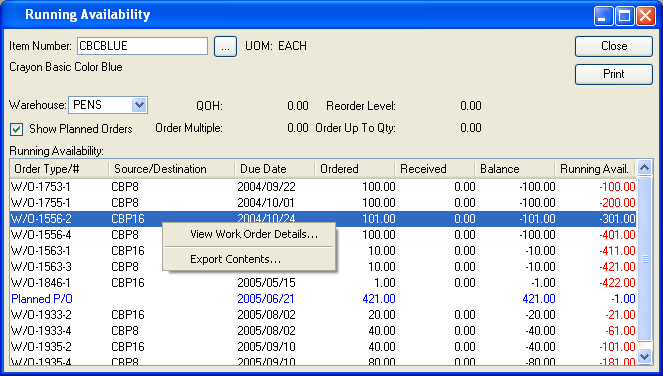 Running Availability
Item Number: CBCBLUE ... UOM: EACH Close
Crayon Basic Color Blue
Print
Warehouse: PENS QOH: 0.00 Reorder Level: 0.00
Show Planned Orders Order Multiple: 0.00 Order Up To Qty: 0.00
Running Availability:
Order Type/# Source/Destination Due Date Ordered Received Balance Running Avail.
W/O-1753-1 CBP8 2004/09/22 100.00 0.00 -100.00 -100.00
W/O-1755-1 CBP8 2004/10/01 100.00 0.00 -100.00 -200.00
W/O-1556-2 CBP16 2004/10/24 101.00 0.00 -101.00 -301.00
W/O-1556-4 CBP8 100.00 0.00 -100.00 -401.00
View Work Order Details...
W/O-1563-1 CBP16 10.00 0.00 -10.00 -411.00
W/O-1563-3 CBP8 10.00 0.00 -10.00 -421.00
Export Contents...
W/O-1846-1 CBP16 2005/05/15 1.00 0.00 -1.00 -422.00
Planned P/O 2005/06/21 421.00 421.00 -1.00
W/O-1933-2 CBP16 2005/08/02 20.00 0.00 -20.00 -21.00
W/O-1933-4 CBP8 2005/08/02 40.00 0.00 -40.00 -61.00
W/O-1935-2 CBP16 2005/09/10 40.00 0.00 -40.00 -101.00
W/O-1935-4 CBP8 2005/09/10 80.00 0.00 -80.00 -181.00